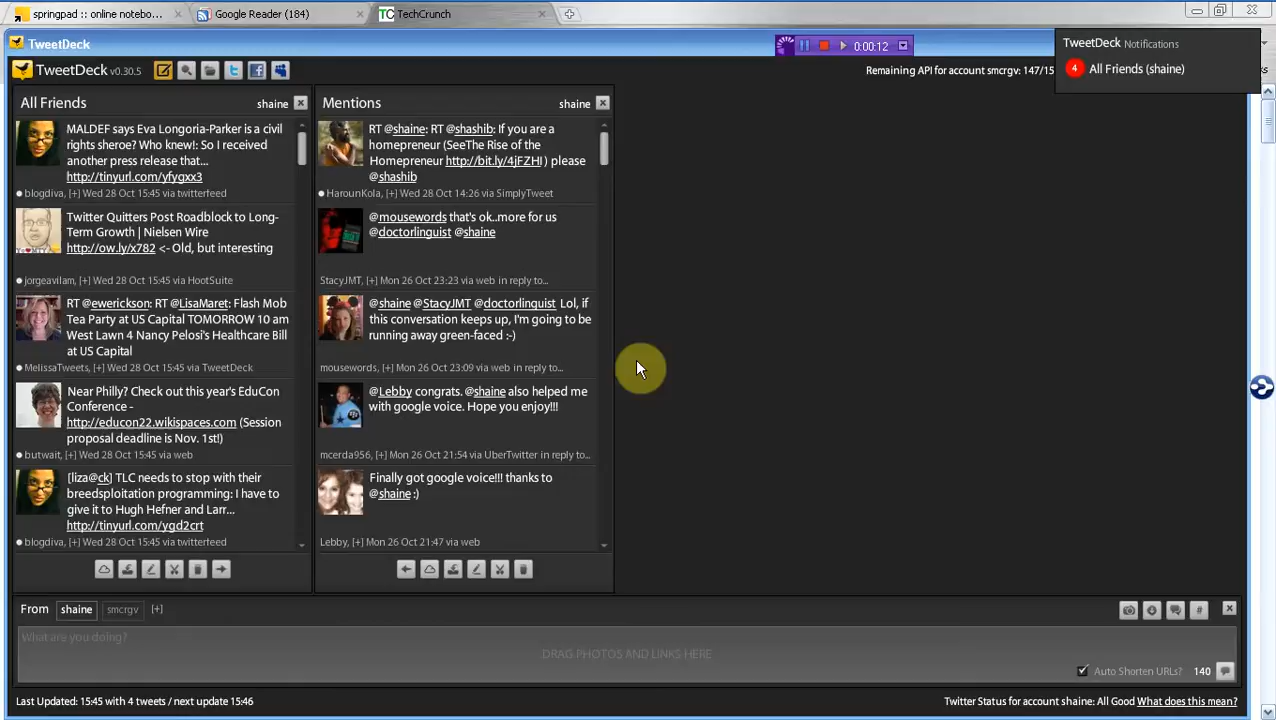 springpad :: online notebo...
Google Reader (184)
TechCrunch
TweetDeck
0:00:12
TweetDeck Notifications
4 All Friends (shaine)
TweetDeck v0.30.5
Remaining API for account smcrgv: 147/15
All Friends shaine
MALDEF says Eva Longoria-Parker is a civil
rights sheroe? Who knew!: So I received
another press release that...
http://tinyurl.com/yfygxx3
blogdiva, [+] Wed 28 Oct 15:45 via twitterfeed
Twitter Quitters Post Roadblock to Long-
Term Growth | Nielsen Wire
http://ow.ly/x782 <- Old, but interesting
jorgeavilam, [+] Wed 28 Oct 15:45 via HootSuite
RT @ewerickson: RT @LisaMaret: Flash Mob
Tea Party at US Capital TOMORROW 10 am
West Lawn 4 Nancy Pelosi's Healthcare Bill
at US Capital
MelissaTweets, [+] Wed 28 Oct 15:45 via TweetDeck
Near Philly? Check out this year's EduCon
Conference -
http://educon22.wikispaces.com (Session
proposal deadline is Nov. 1st!)
butwait, [+] Wed 28 Oct 15:45 via web
[liza@ck] TLC needs to stop with their
breedsploitation programming: I have to
give it to Hugh Hefner and Larr...
http://tinyurl.com/ygd2crt
blogdiva, [+] Wed 28 Oct 15:45 via twitterfeed
Mentions shaine
RT @shaine: RT @shashib: If you are a
homepreneur (SeeThe Rise of the
Homepreneur http://bit.ly/4jFZHI ) please
@shashib
HarounKola, [+] Wed 28 Oct 14:26 via SimplyTweet
@mousewords that's ok..more for us
@doctorlinguist @shaine
StacyJMT, [+] Mon 26 Oct 23:23 via web in reply to...
@shaine @StacyJMT @doctorlinguist Lol, if
this conversation keeps up, I'm going to be
running away green-faced :-)
mousewords, [+] Mon 26 Oct 23:09 via web in reply to...
@Lebby congrats. @shaine also helped me
with google voice. Hope you enjoy!!!
mcerda956, [+] Mon 26 Oct 21:54 via UberTwitter in reply to...
Finally got google voice!!! thanks to
@shaine :)
Lebby, [+] Mon 26 Oct 21:47 via web
From shaine smcrgv [+]
#
What are you doing?
DRAG PHOTOS AND LINKS HERE
Auto Shorten URLs? 140
Last Updated: 15:45 with 4 tweets / next update 15:46
Twitter Status for account shaine: All Good What does this mean?